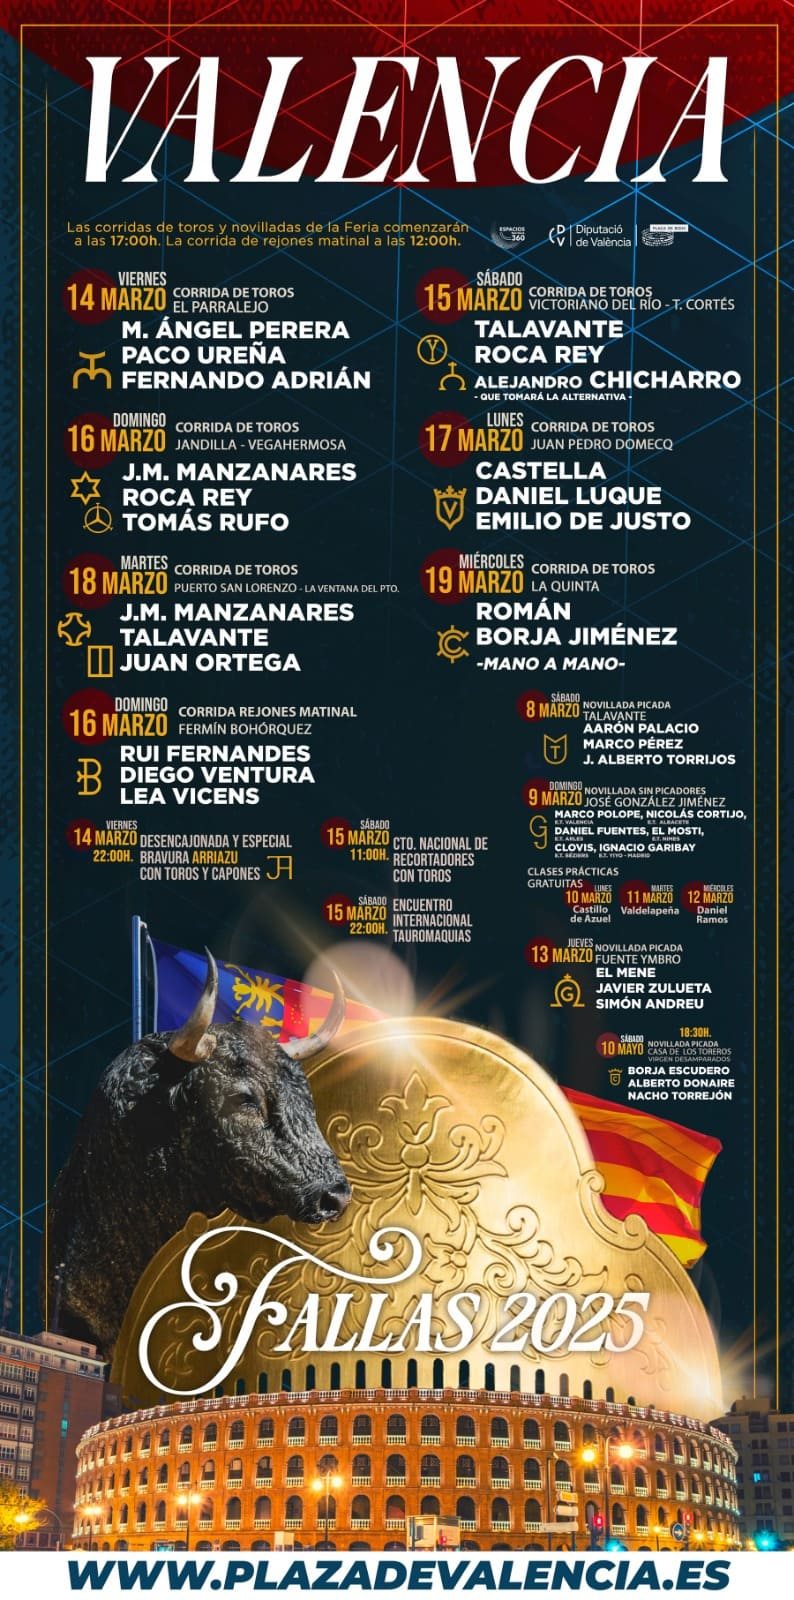 VALENCIA
Las corridas de toros y novilladas de la Feria comenzarán
a las 17:00h. La corrida de rejones matinal a las 12:00h.
ESPACIOS
360
Diputació
de València
PLAZA DE BOUS
VIERNES
14 MARZO
CORRIDA DE TOROS
EL PARRALEJO
M. ÁNGEL PERERA
PACO UREÑA
FERNANDO ADRIÁN
SÁBADO
15 MARZO
CORRIDA DE TOROS
VICTORIANO DEL RÍO - T. CORTÉS
TALAVANTE
ROCA REY
ALEJANDRO CHICHARRO
- QUE TOMARÁ LA ALTERNATIVA -
DOMINGO
16 MARZO
CORRIDA DE TOROS
JANDILLA - VEGAHERMOSA
J.M. MANZANARES
ROCA REY
TOMÁS RUFO
LUNES
17 MARZO
CORRIDA DE TOROS
JUAN PEDRO DOMECQ
CASTELLA
DANIEL LUQUE
EMILIO DE JUSTO
MARTES
18 MARZO
CORRIDA DE TOROS
PUERTO SAN LORENZO - LA VENTANA DEL PTO.
J.M. MANZANARES
TALAVANTE
JUAN ORTEGA
MIÉRCOLES
19 MARZO
CORRIDA DE TOROS
LA QUINTA
ROMÁN
BORJA JIMÉNEZ
-MANO A MANO-
DOMINGO
16 MARZO
CORRIDA REJONES MATINAL
FERMÍN BOHÓRQUEZ
RUI FERNANDES
DIEGO VENTURA
LEA VICENS
SÁBADO
8 MARZO
NOVILLADA PICADA
TALAVANTE
AARÓN PALACIO
MARCO PÉREZ
J. ALBERTO TORRIJOS
DOMINGO
9 MARZO
NOVILLADA SIN PICADORES
JOSÉ GONZÁLEZ JIMÉNEZ
MARCO POLOPE, NICOLÁS CORTIJO,
E.T. VALENCIA E.T. ALBACETE
DANIEL FUENTES, EL MOSTI,
E.T. ARLES E.T. NIMES
CLOVIS, IGNACIO GARIBAY
E.T. BÉZIERS E.T. YIYO - MADRID
VIERNES
14 MARZO
22:00H.
DESENCAJONADA Y ESPECIAL
BRAVURA ARRIAZU
CON TOROS Y CAPONES
SÁBADO
15 MARZO
11:00H.
CTO. NACIONAL DE
RECORTADORES
CON TOROS
SÁBADO
15 MARZO
22:00H.
ENCUENTRO
INTERNACIONAL
TAUROMAQUIAS
CLASES PRÁCTICAS
GRATUITAS
LUNES
10 MARZO
Castillo
de Azuel
MARTES
11 MARZO
Valdelapeña
MIÉRCOLES
12 MARZO
Daniel
Ramos
JUEVES
13 MARZO
NOVILLADA PICADA
FUENTE YMBRO
EL MENE
JAVIER ZULUETA
SIMÓN ANDREU
SÁBADO
10 MAYO
18:30H.
NOVILLADA PICADA
CASA DE LOS TOREROS
VIRGEN DESAMPARADOS
BORJA ESCUDERO
ALBERTO DONAIRE
NACHO TORREJÓN
FALLAS 2025
WWW.PLAZADEVALENCIA.ES